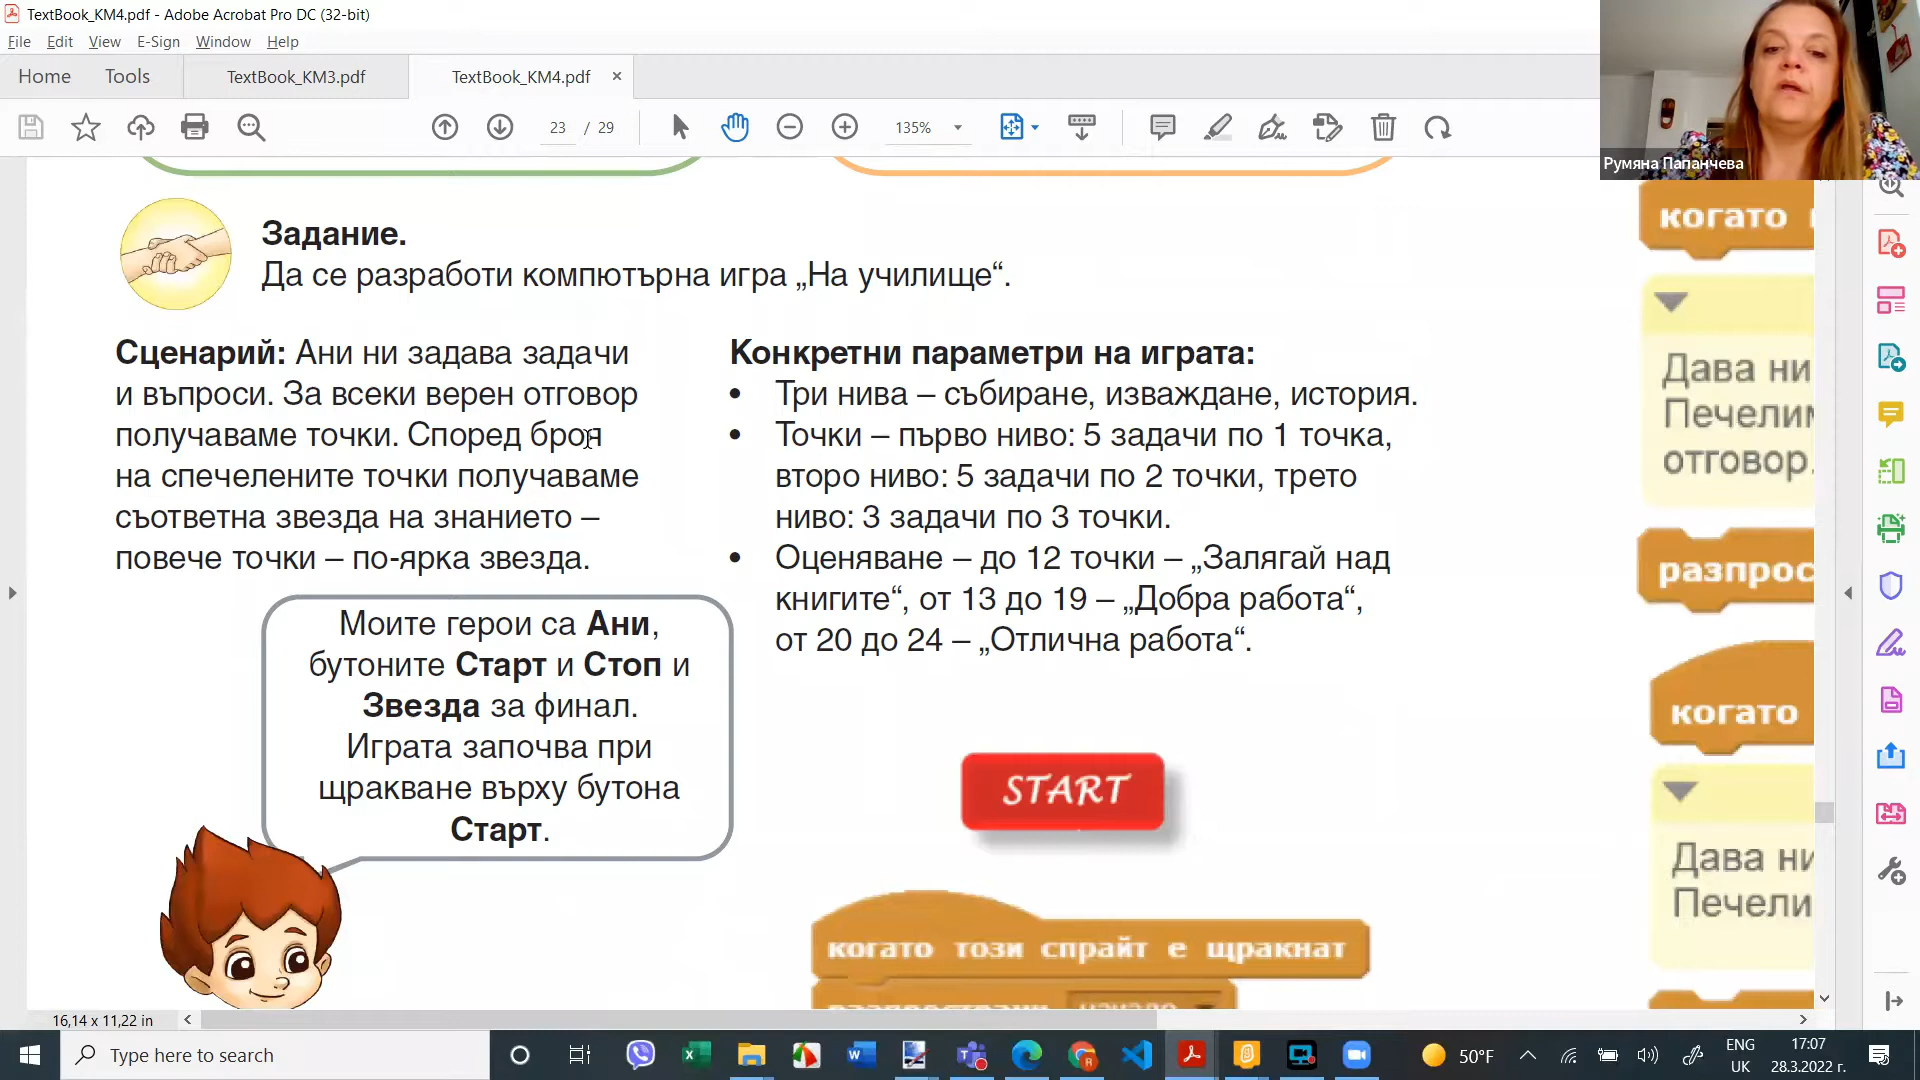 TextBook_KM4.pdf - Adobe Acrobat Pro DC (32-bit)
File Edit View E-Sign Window Help
Home Tools TextBook_KM3.pdf TextBook_KM4.pdf ×
23 / 29 135%
Румяна Папанчева
Задание.
Да се разработи компютърна игра „На училище“.
Сценарий: Ани ни задава задачи
и въпроси. За всеки верен отговор
получаваме точки. Според броя
на спечелените точки получаваме
съответна звезда на знанието –
повече точки – по-ярка звезда.
Конкретни параметри на играта:
• Три нива – събиране, изваждане, история.
• Точки – първо ниво: 5 задачи по 1 точка,
второ ниво: 5 задачи по 2 точки, трето
ниво: 3 задачи по 3 точки.
• Оценяване – до 12 точки – „Залягай над
книгите“, от 13 до 19 – „Добра работа“,
от 20 до 24 – „Отлична работа“.
Моите герои са Ани,
бутоните Старт и Стоп и
Звезда за финал.
Играта започва при
щракване върху бутона
Старт.
START
когато този спрайт е щракнат
когато
Дава ни
Печелим
отговор.
разпрос
когато
Дава ни
Печели
16,14 x 11,22 in
Type here to search
50°F
ENG
UK
17:07
28.3.2022 г.